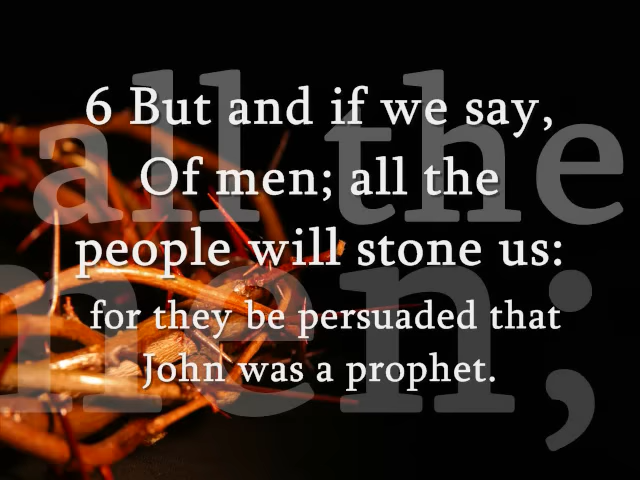 6 But and if we say,
Of men; all the
people will stone us:
for they be persuaded that
John was a prophet.
all the
men;